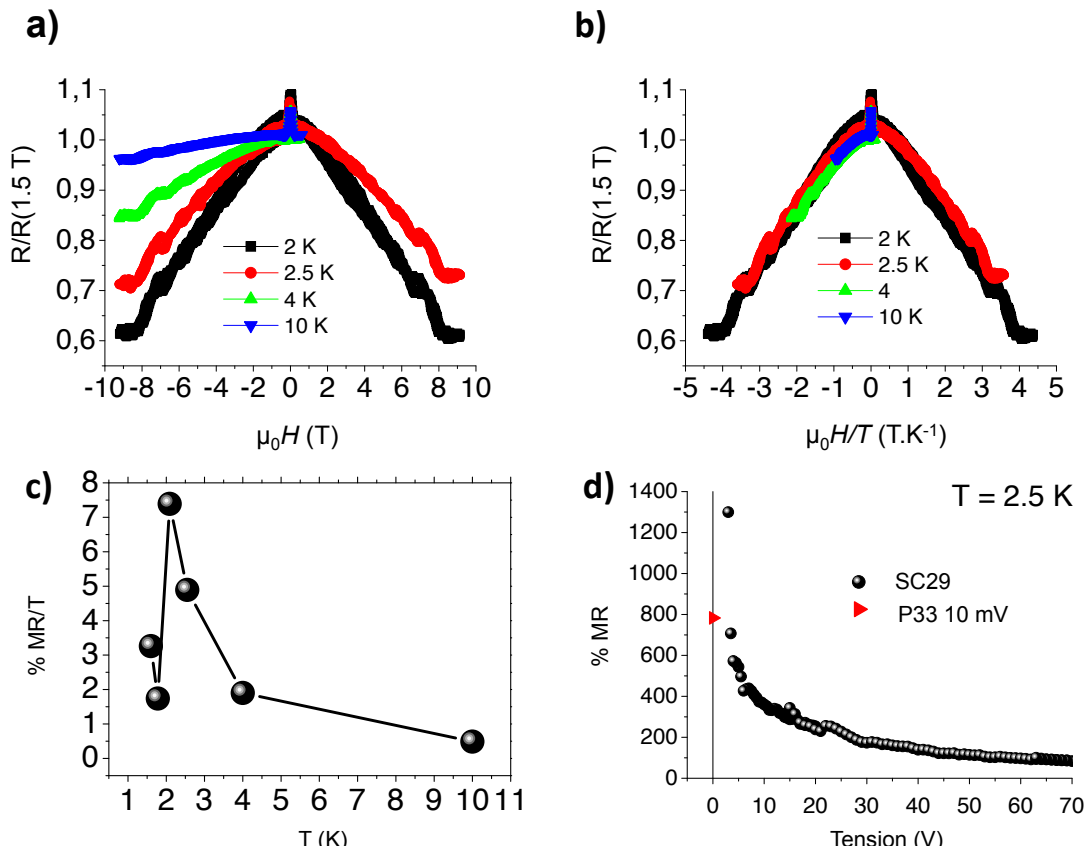 a)
1,1
1,0
0,9
0,8
0,7
0,6
R/R(1.5 T)
2 K
2.5 K
4 K
10 K
-10 -8 -6 -4 -2 0 2 4 6 8 10
μ₀H (T)
b)
1,1
1,0
0,9
0,8
0,7
0,6
R/R(1.5 T)
2 K
2.5 K
4
10 K
-5 -4 -3 -2 -1 0 1 2 3 4 5
μ₀H/T (T.K⁻¹)
c)
8
7
6
5
4
3
2
1
0
% MR/T
1 2 3 4 5 6 7 8 9 10 11
T (K)
d)
1400
1200
1000
800
600
400
200
0
% MR
T = 2.5 K
SC29
P33 10 mV
0 10 20 30 40 50 60 70
Tension (V)